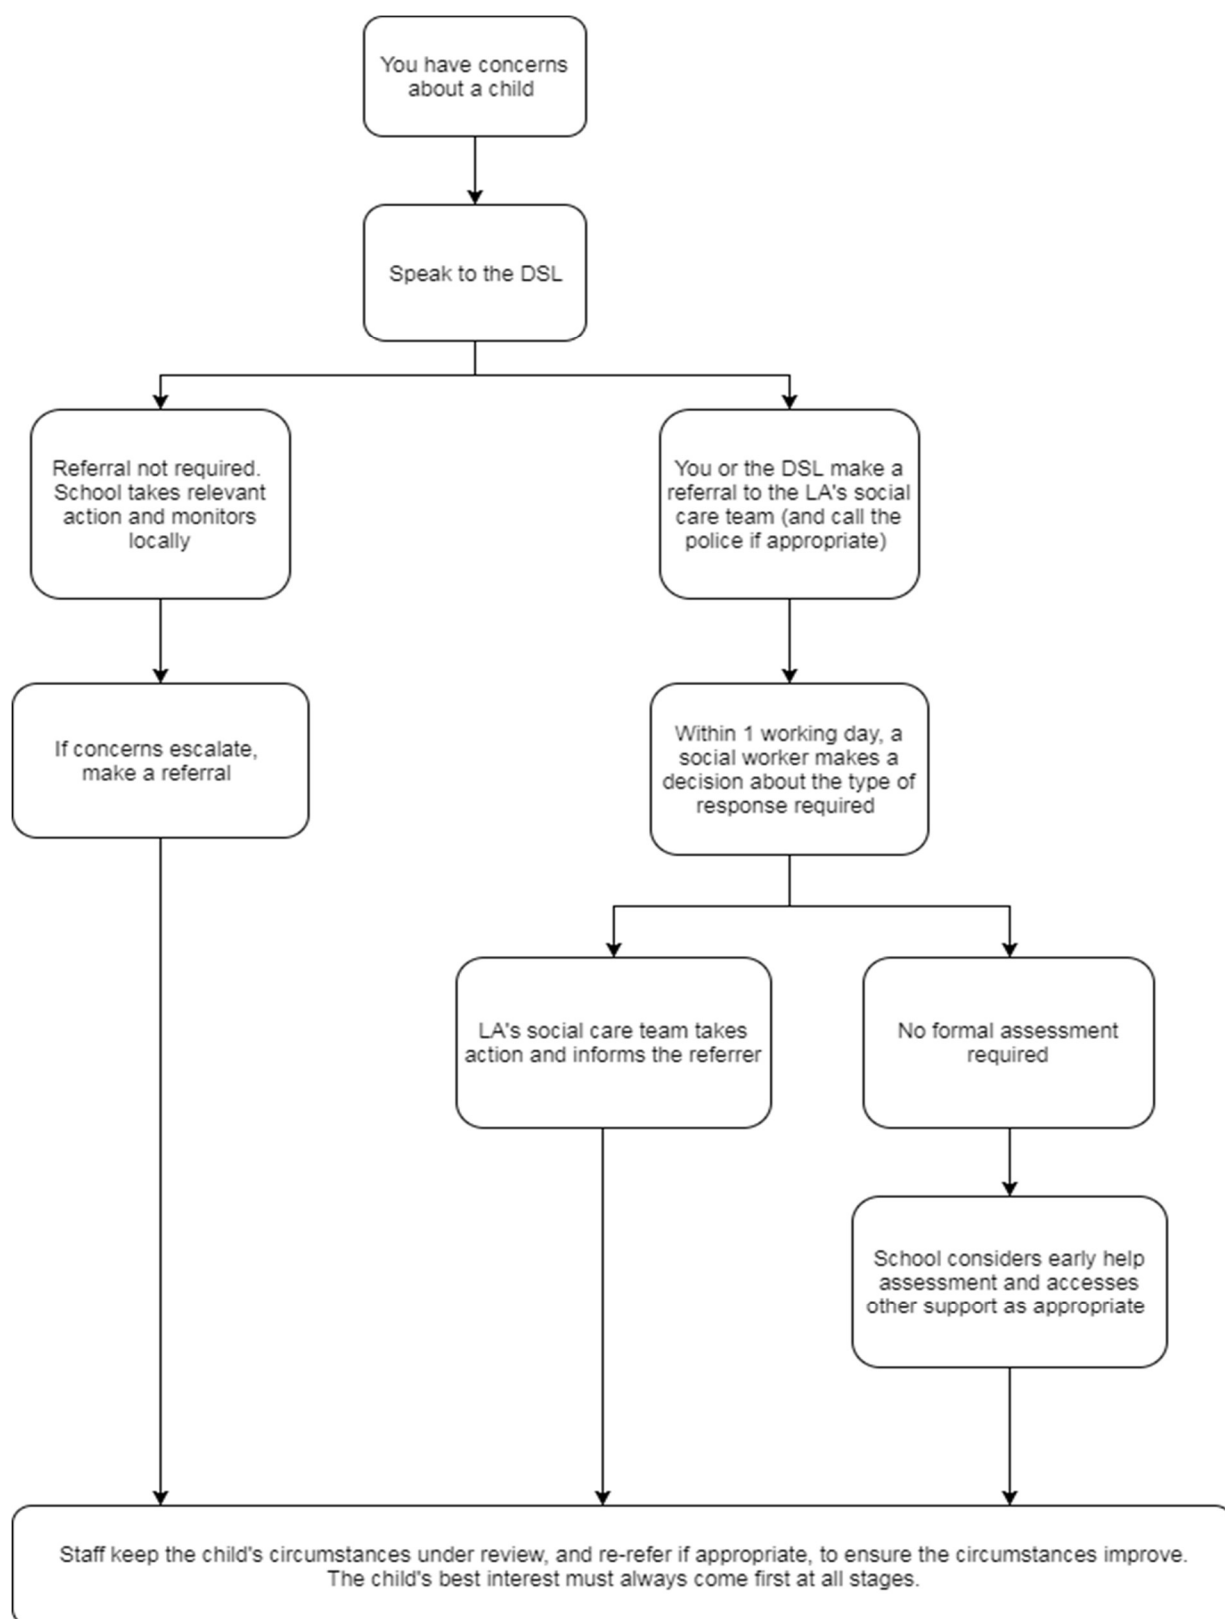 You have concerns
about a child
Speak to the DSL
Referral not required.
School takes relevant
action and monitors
locally
You or the DSL make a
referral to the LA's social
care team (and call the
police if appropriate)
If concerns escalate,
make a referral
Within 1 working day, a
social worker makes a
decision about the type of
response required
LA's social care team takes
action and informs the referrer
No formal assessment
required
School considers early help
assessment and accesses
other support as appropriate
Staff keep the child's circumstances under review, and re-refer if appropriate, to ensure the circumstances improve.
The child's best interest must always come first at all stages.